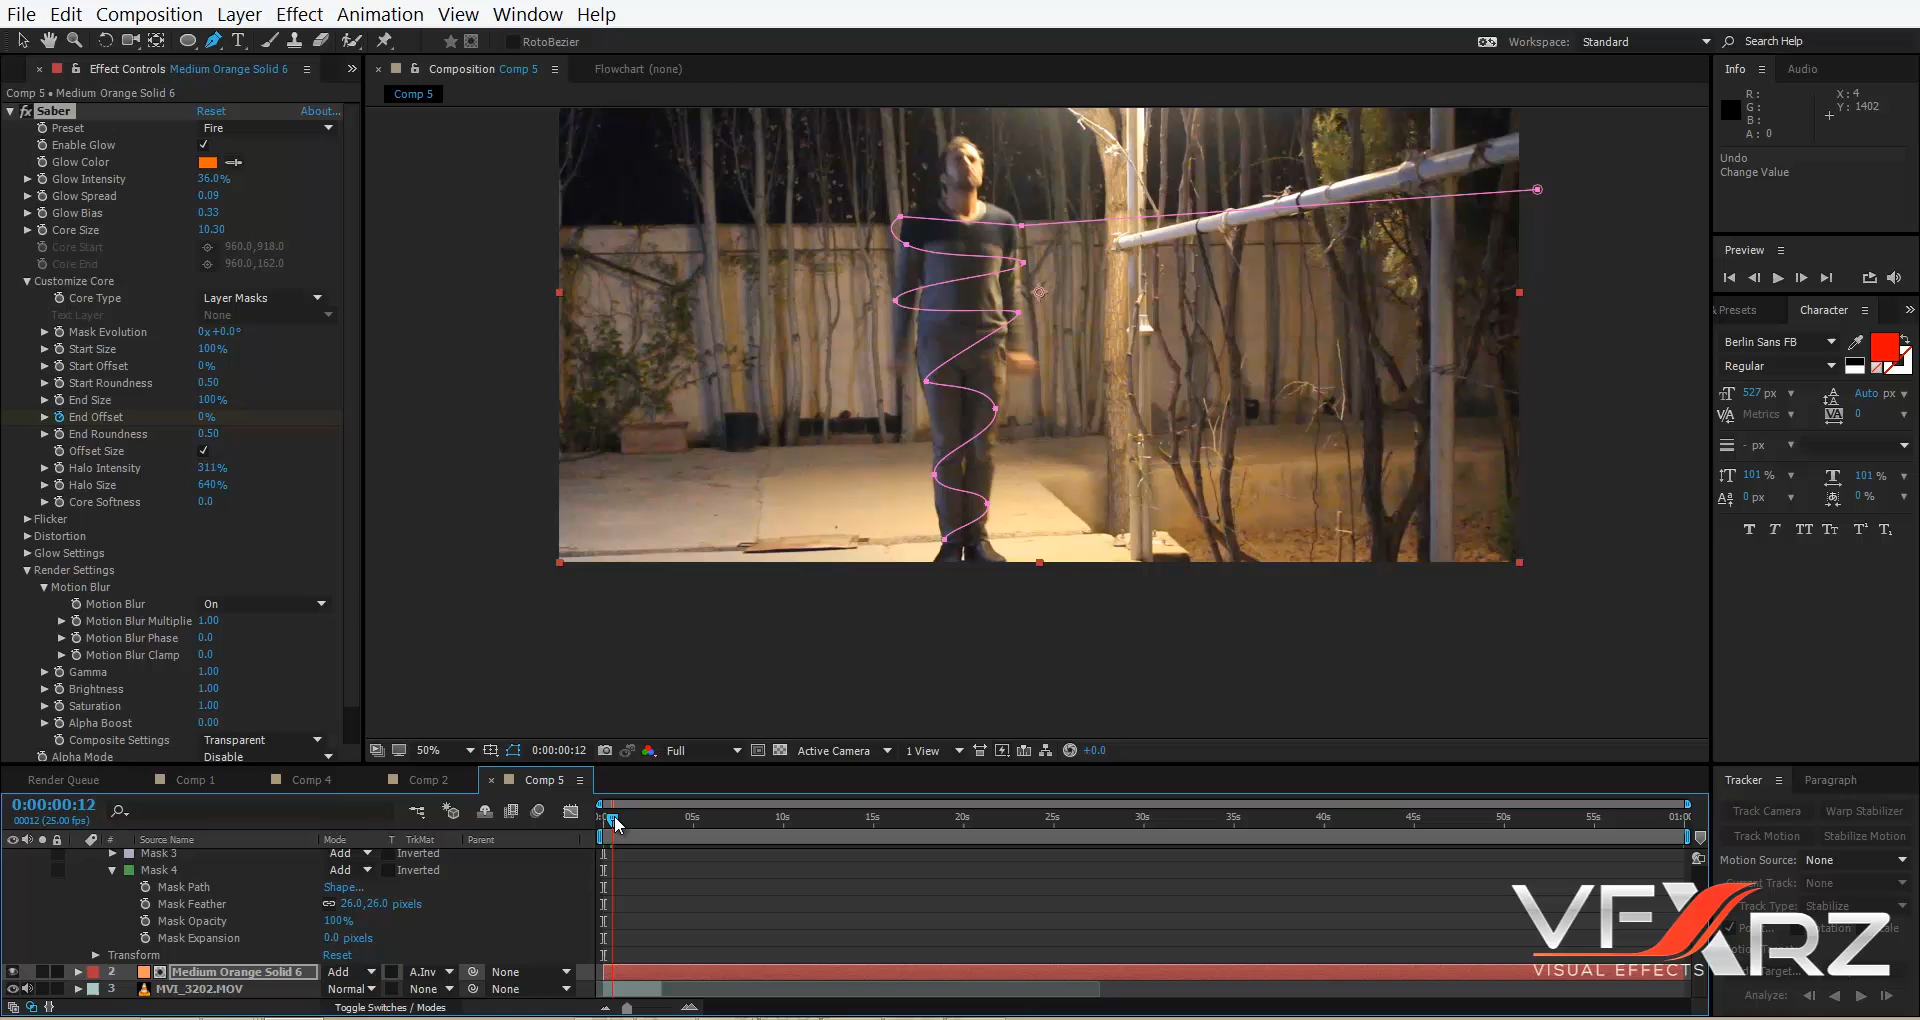 File Edit Composition Layer Effect Animation View Window Help
RotoBezier
Workspace: Standard
Search Help
Effect Controls Medium Orange Solid 6
Comp 5 • Medium Orange Solid 6
fx Saber Reset About...
Preset Fire
Enable Glow
Glow Color
Glow Intensity 36.0%
Glow Spread 0.09
Glow Bias 0.33
Core Size 10.30
Core Start 960.0,918.0
Core End 960.0,162.0
Customize Core
Core Type Layer Masks
Text Layer None
Mask Evolution 0x+0.0°
Start Size 100%
Start Offset 0%
Start Roundness 0.50
End Size 100%
End Offset 0%
End Roundness 0.50
Offset Size
Halo Intensity 311%
Halo Size 640%
Core Softness 0.0
Flicker
Distortion
Glow Settings
Render Settings
Motion Blur
Motion Blur On
Motion Blur Multiplie 1.00
Motion Blur Phase 0.0
Motion Blur Clamp 0.0
Gamma 1.00
Brightness 1.00
Saturation 1.00
Alpha Boost 0.00
Composite Settings Transparent
Alpha Mode Disable
Composition Comp 5
Flowchart (none)
Comp 5
50% 0:00:00:12 Full Active Camera 1 View +0.0
Info Audio
R: X: 4
G: Y: 1402
B:
A: 0
Undo
Change Value
Preview
& Presets Character
Berlin Sans FB
Regular
527 px Auto px
Metrics 0
- px
101 % 101 %
0 px 0 %
T T TT Tt T¹ T₁
Render Queue Comp 1 Comp 4 Comp 2 Comp 5
0:00:00:12
00012 (25.00 fps)
# Source Name Mode T TrkMat Parent
05s 10s 15s 20s 25s 30s 35s 40s 45s 50s 55s 01:00
Mask 3 Add Inverted
Mask 4 Add Inverted
Mask Path Shape...
Mask Feather 26.0,26.0 pixels
Mask Opacity 100%
Mask Expansion 0.0 pixels
Transform Reset
2 Medium Orange Solid 6 Add A.Inv None
3 MVI_3202.MOV Normal None None
Toggle Switches / Modes
Tracker Paragraph
Track Camera Warp Stabilizer
Track Motion Stabilize Motion
Motion Source: None
Current Track: None
Track Type: Stabilize
Target...
Analyze:
VFXARZ
VISUAL EFFECTS